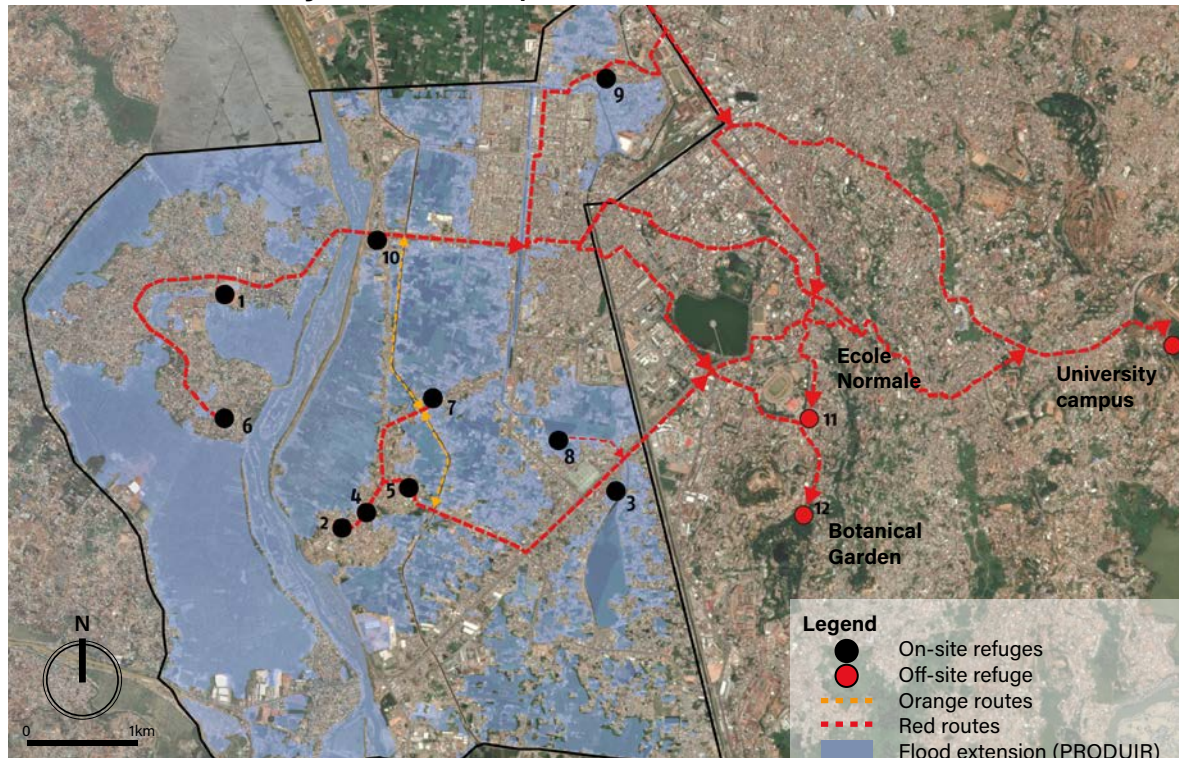 9
10
1
6
7
8
5
4
2
3
Ecole
Normale
University
campus
11
12
Botanical
Garden
N
0 1km
Legend
On-site refuges
Off-site refuge
Orange routes
Red routes
Flood extension (PRODUIR)